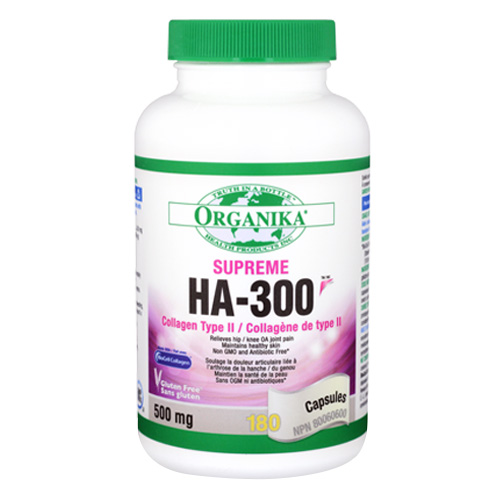 TRUTH IN A BOTTLE
ORGANIKA®
HEALTH PRODUCTS INC
SUPREME
HA-300
Collagen Type II / Collagène de type II
Relieves hip / knee OA joint pain
Maintains healthy skin
Non GMO and Antibiotic Free*
Soulage la douleur articulaire liée à
l'arthrose de la hanche / du genou
Maintien la santé de la peau
Sans OGM ni antibiotiques*
Gluten Free
Sans gluten
500 mg
180
Capsules
NPN 80060600